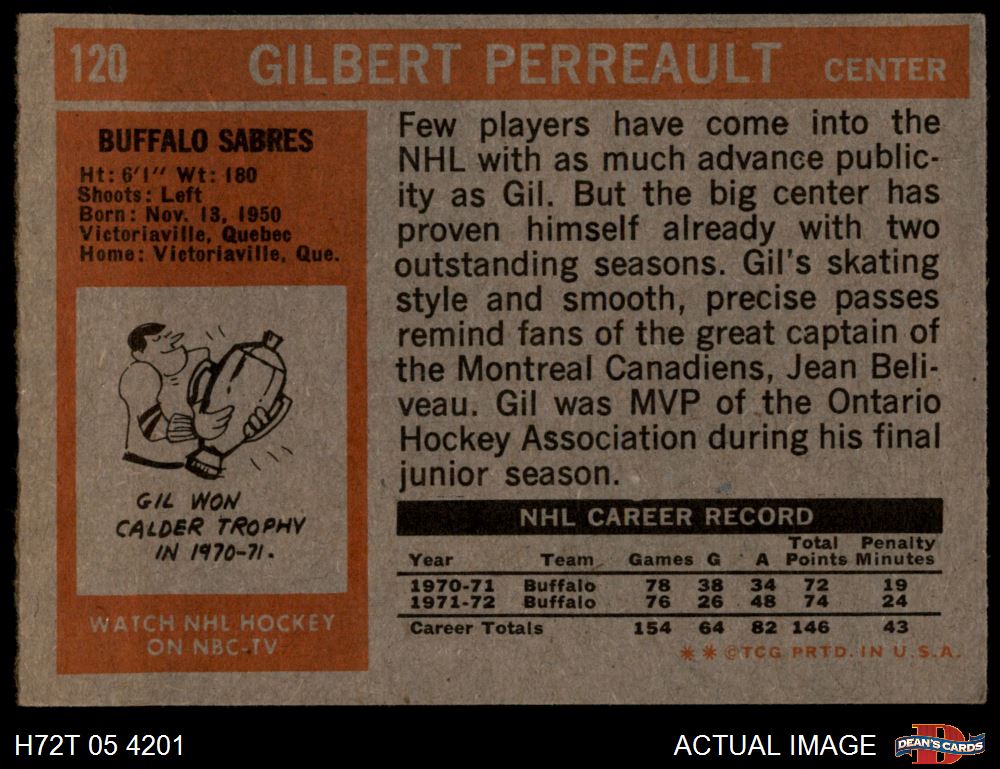 120 GILBERT PERREAULT CENTER
BUFFALO SABRES
Ht: 6'1" Wt: 180
Shoots: Left
Born: Nov. 13, 1950
Victoriaville, Quebec
Home: Victoriaville, Que.
GIL WON
CALDER TROPHY
IN 1970-71.
WATCH NHL HOCKEY
ON NBC-TV
Few players have come into the
NHL with as much advance public-
ity as Gil. But the big center has
proven himself already with two
outstanding seasons. Gil's skating
style and smooth, precise passes
remind fans of the great captain of
the Montreal Canadiens, Jean Beli-
veau. Gil was MVP of the Ontario
Hockey Association during his final
junior season.
NHL CAREER RECORD
Year Team Games G A Total Points Penalty Minutes
1970-71 Buffalo 78 38 34 72 19
1971-72 Buffalo 76 26 48 74 24
Career Totals 154 64 82 146 43
** ©TCG PRTD. IN U.S.A.
H72T 05 4201
ACTUAL IMAGE
DEAN'S CARDS